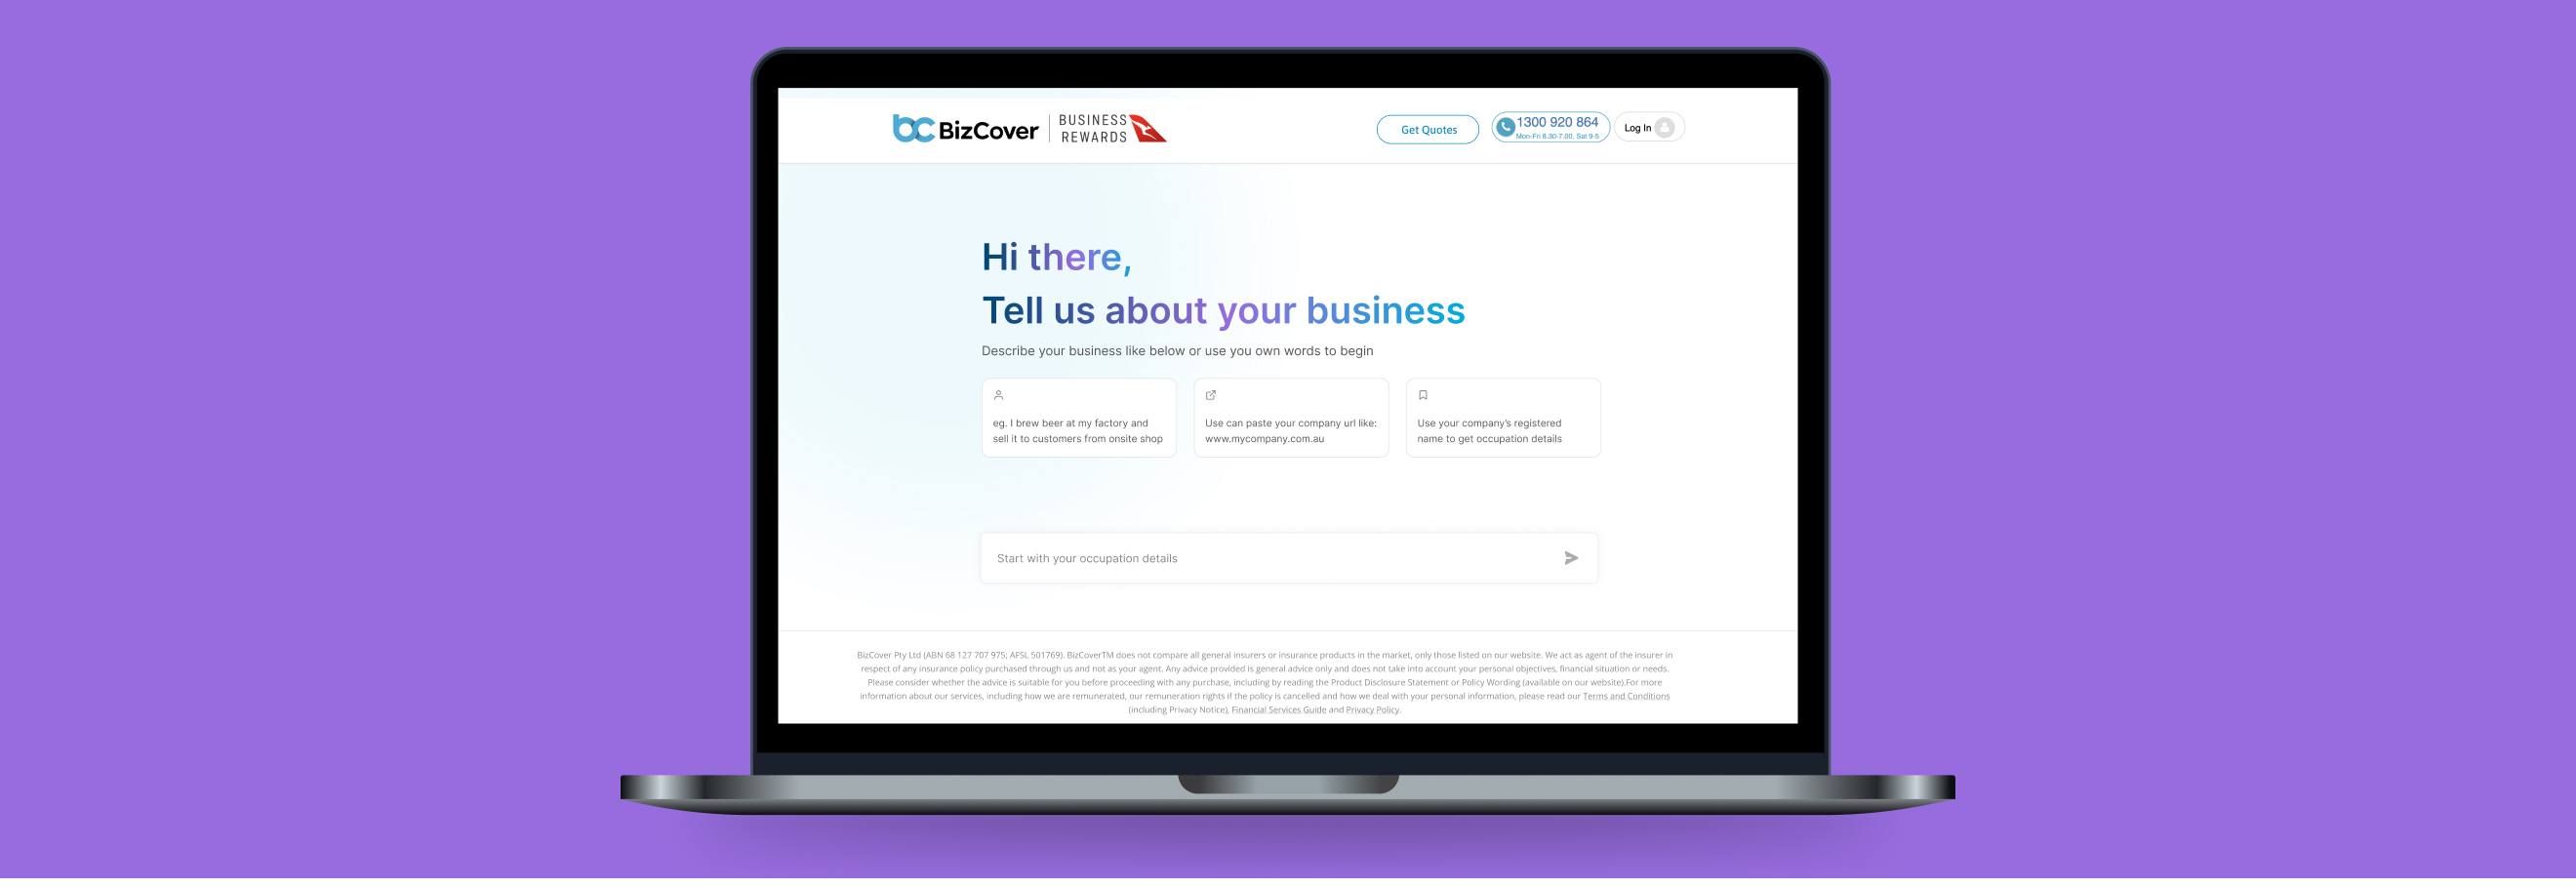 bc BizCover
BUSINESS
REWARDS
Get Quotes
1300 920 864
Mon-Fri 8.30-7.00, Sat 9-5
Log In
Hi there,
Tell us about your business
Describe your business like below or use you own words to begin
eg. I brew beer at my factory and
sell it to customers from onsite shop
Use can paste your company url like:
www.mycompany.com.au
Use your company's registered
name to get occupation details
Start with your occupation details
BizCover Pty Ltd (ABN 68 127 707 975; AFSL 501769). BizCoverTM does not compare all general insurers or insurance products in the market, only those listed on our website. We act as agent of the insurer in
respect of any insurance policy purchased through us and not as your agent. Any advice provided is general advice only and does not take into account your personal objectives, financial situation or needs.
Please consider whether the advice is suitable for you before proceeding with any purchase, including by reading the Product Disclosure Statement or Policy Wording (available on our website).For more
information about our services, including how we are remunerated, our remuneration rights if the policy is cancelled and how we deal with your personal information, please read our Terms and Conditions
(including Privacy Notice), Financial Services Guide and Privacy Policy.